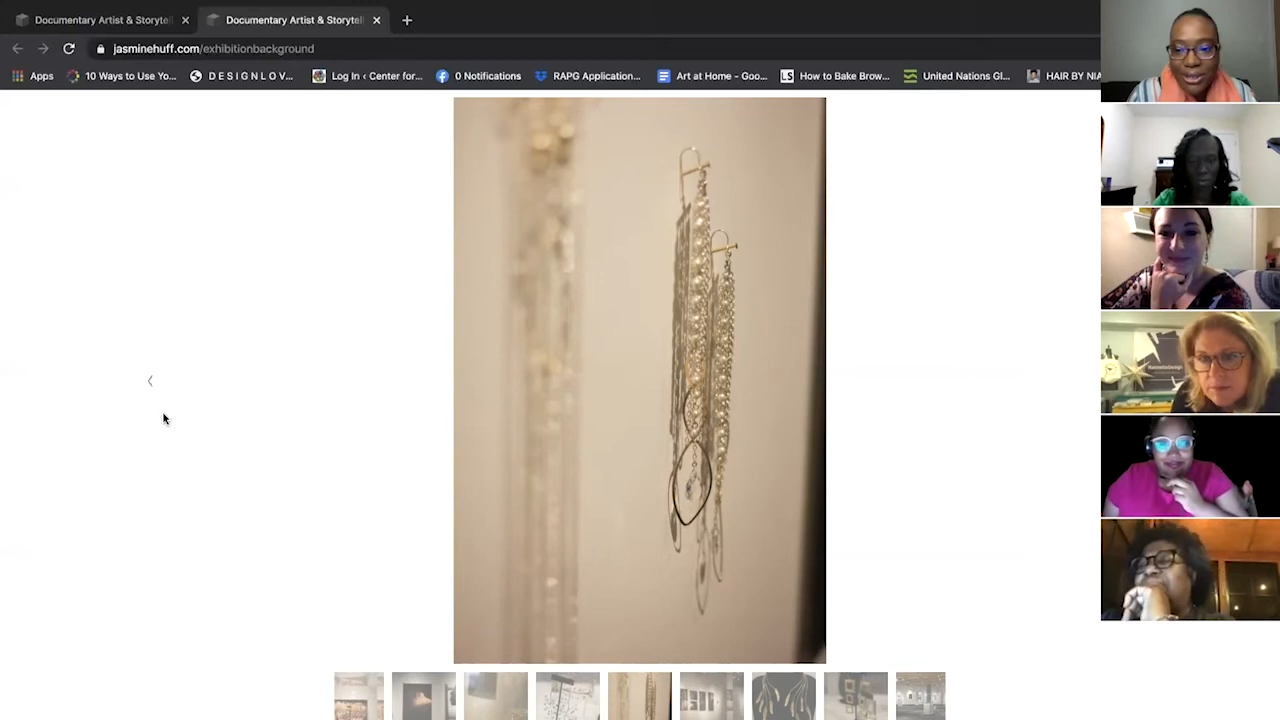 Documentary Artist & Storytel
Documentary Artist & Storytel
jasminehuff.com/exhibitionbackground
Apps
10 Ways to Use Yo...
D E S I G N L O V...
Log In ‹ Center for...
0 Notifications
RAPG Application...
Art at Home - Goo...
LS
How to Bake Brow...
United Nations Gl...
HAIR BY NIA